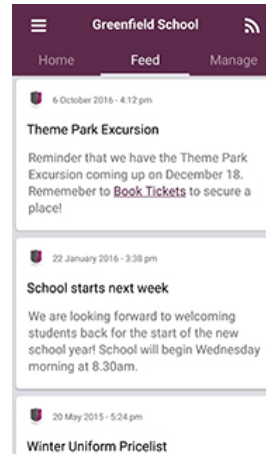 Greenfield School
Home Feed Manage
6 October 2016 - 4:12 pm
Theme Park Excursion
Reminder that we have the Theme Park
Excursion coming up on December 18.
Rememeber to Book Tickets to secure a
place!
22 January 2016 - 3:38 pm
School starts next week
We are looking forward to welcoming
students back for the start of the new
school year! School will begin Wednesday
morning at 8.30am.
20 May 2015 - 5:24 pm
Winter Uniform Pricelist